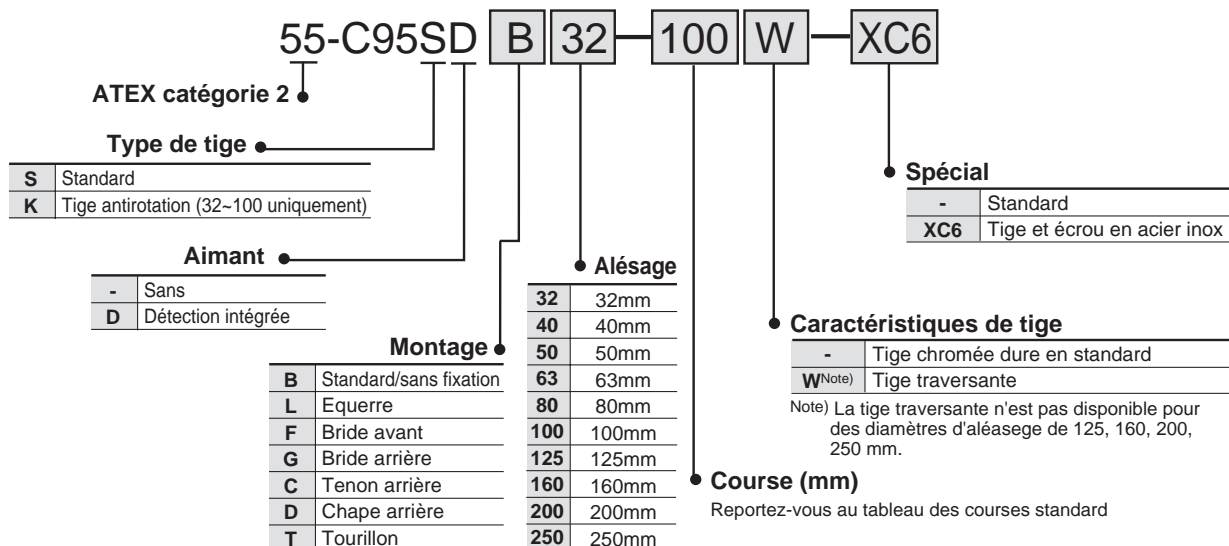 55-C95SD B 32 100 W XC6
ATEX catégorie 2
Type de tige
S Standard
K Tige antirotation (32~100 uniquement)
Aimant
- Sans
D Détection intégrée
Montage
B Standard/sans fixation
L Equerre
F Bride avant
G Bride arrière
C Tenon arrière
D Chape arrière
T Tourillon
Alésage
32 32mm
40 40mm
50 50mm
63 63mm
80 80mm
100 100mm
125 125mm
160 160mm
200 200mm
250 250mm
Course (mm)
Reportez-vous au tableau des courses standard
Caractéristiques de tige
- Tige chromée dure en standard
WNote) Tige traversante
Note) La tige traversante n'est pas disponible pour
des diamètres d'aléasege de 125, 160, 200,
250 mm.
Spécial
- Standard
XC6 Tige et écrou en acier inox